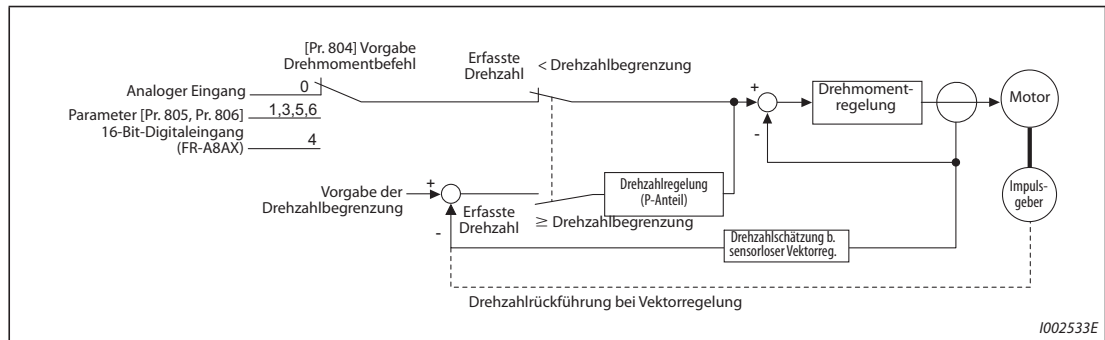 [Pr. 804] Vorgabe
Drehmomentbefehl
Erfasste
Drehzahl
< Drehzahlbegrenzung
Analoger Eingang
0
Parameter [Pr. 805, Pr. 806]
1,3,5,6
16-Bit-Digitaleingang
(FR-A8AX)
4
+
-
Drehmoment-
regelung
Motor
Vorgabe der
Drehzahlbegrenzung
+
-
Erfasste
Drehzahl
≥ Drehzahlbegrenzung
Drehzahlregelung
(P-Anteil)
Impuls-
geber
Drehzahlschätzung b.
sensorloser Vektorreg.
Drehzahlrückführung bei Vektorregelung
I002533E